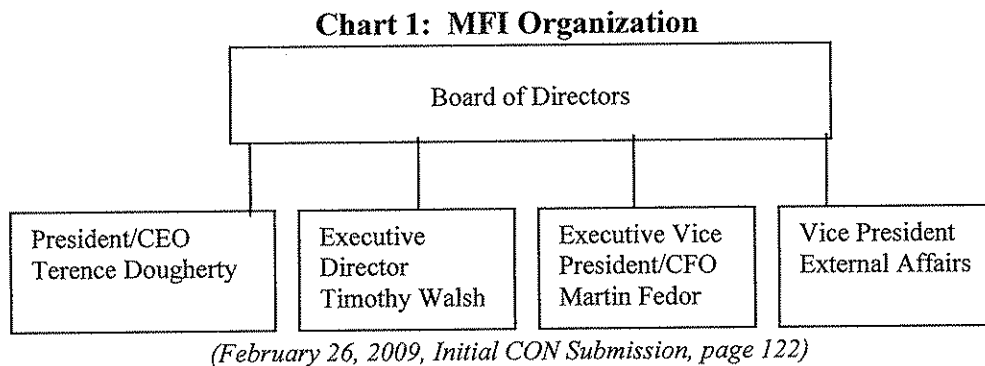 Chart 1: MFI Organization
Board of Directors
President/CEO
Terence Dougherty
Executive
Director
Timothy Walsh
Executive Vice
President/CFO
Martin Fedor
Vice President
External Affairs
(February 26, 2009, Initial CON Submission, page 122)